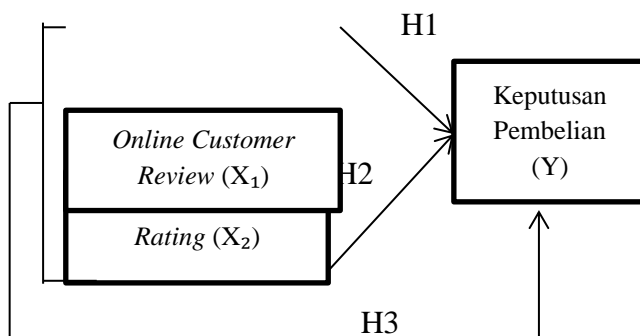 H1
Keputusan
Pembelian
(Y)
Online Customer
Review (X₁)
H2
Rating (X₂)
H3